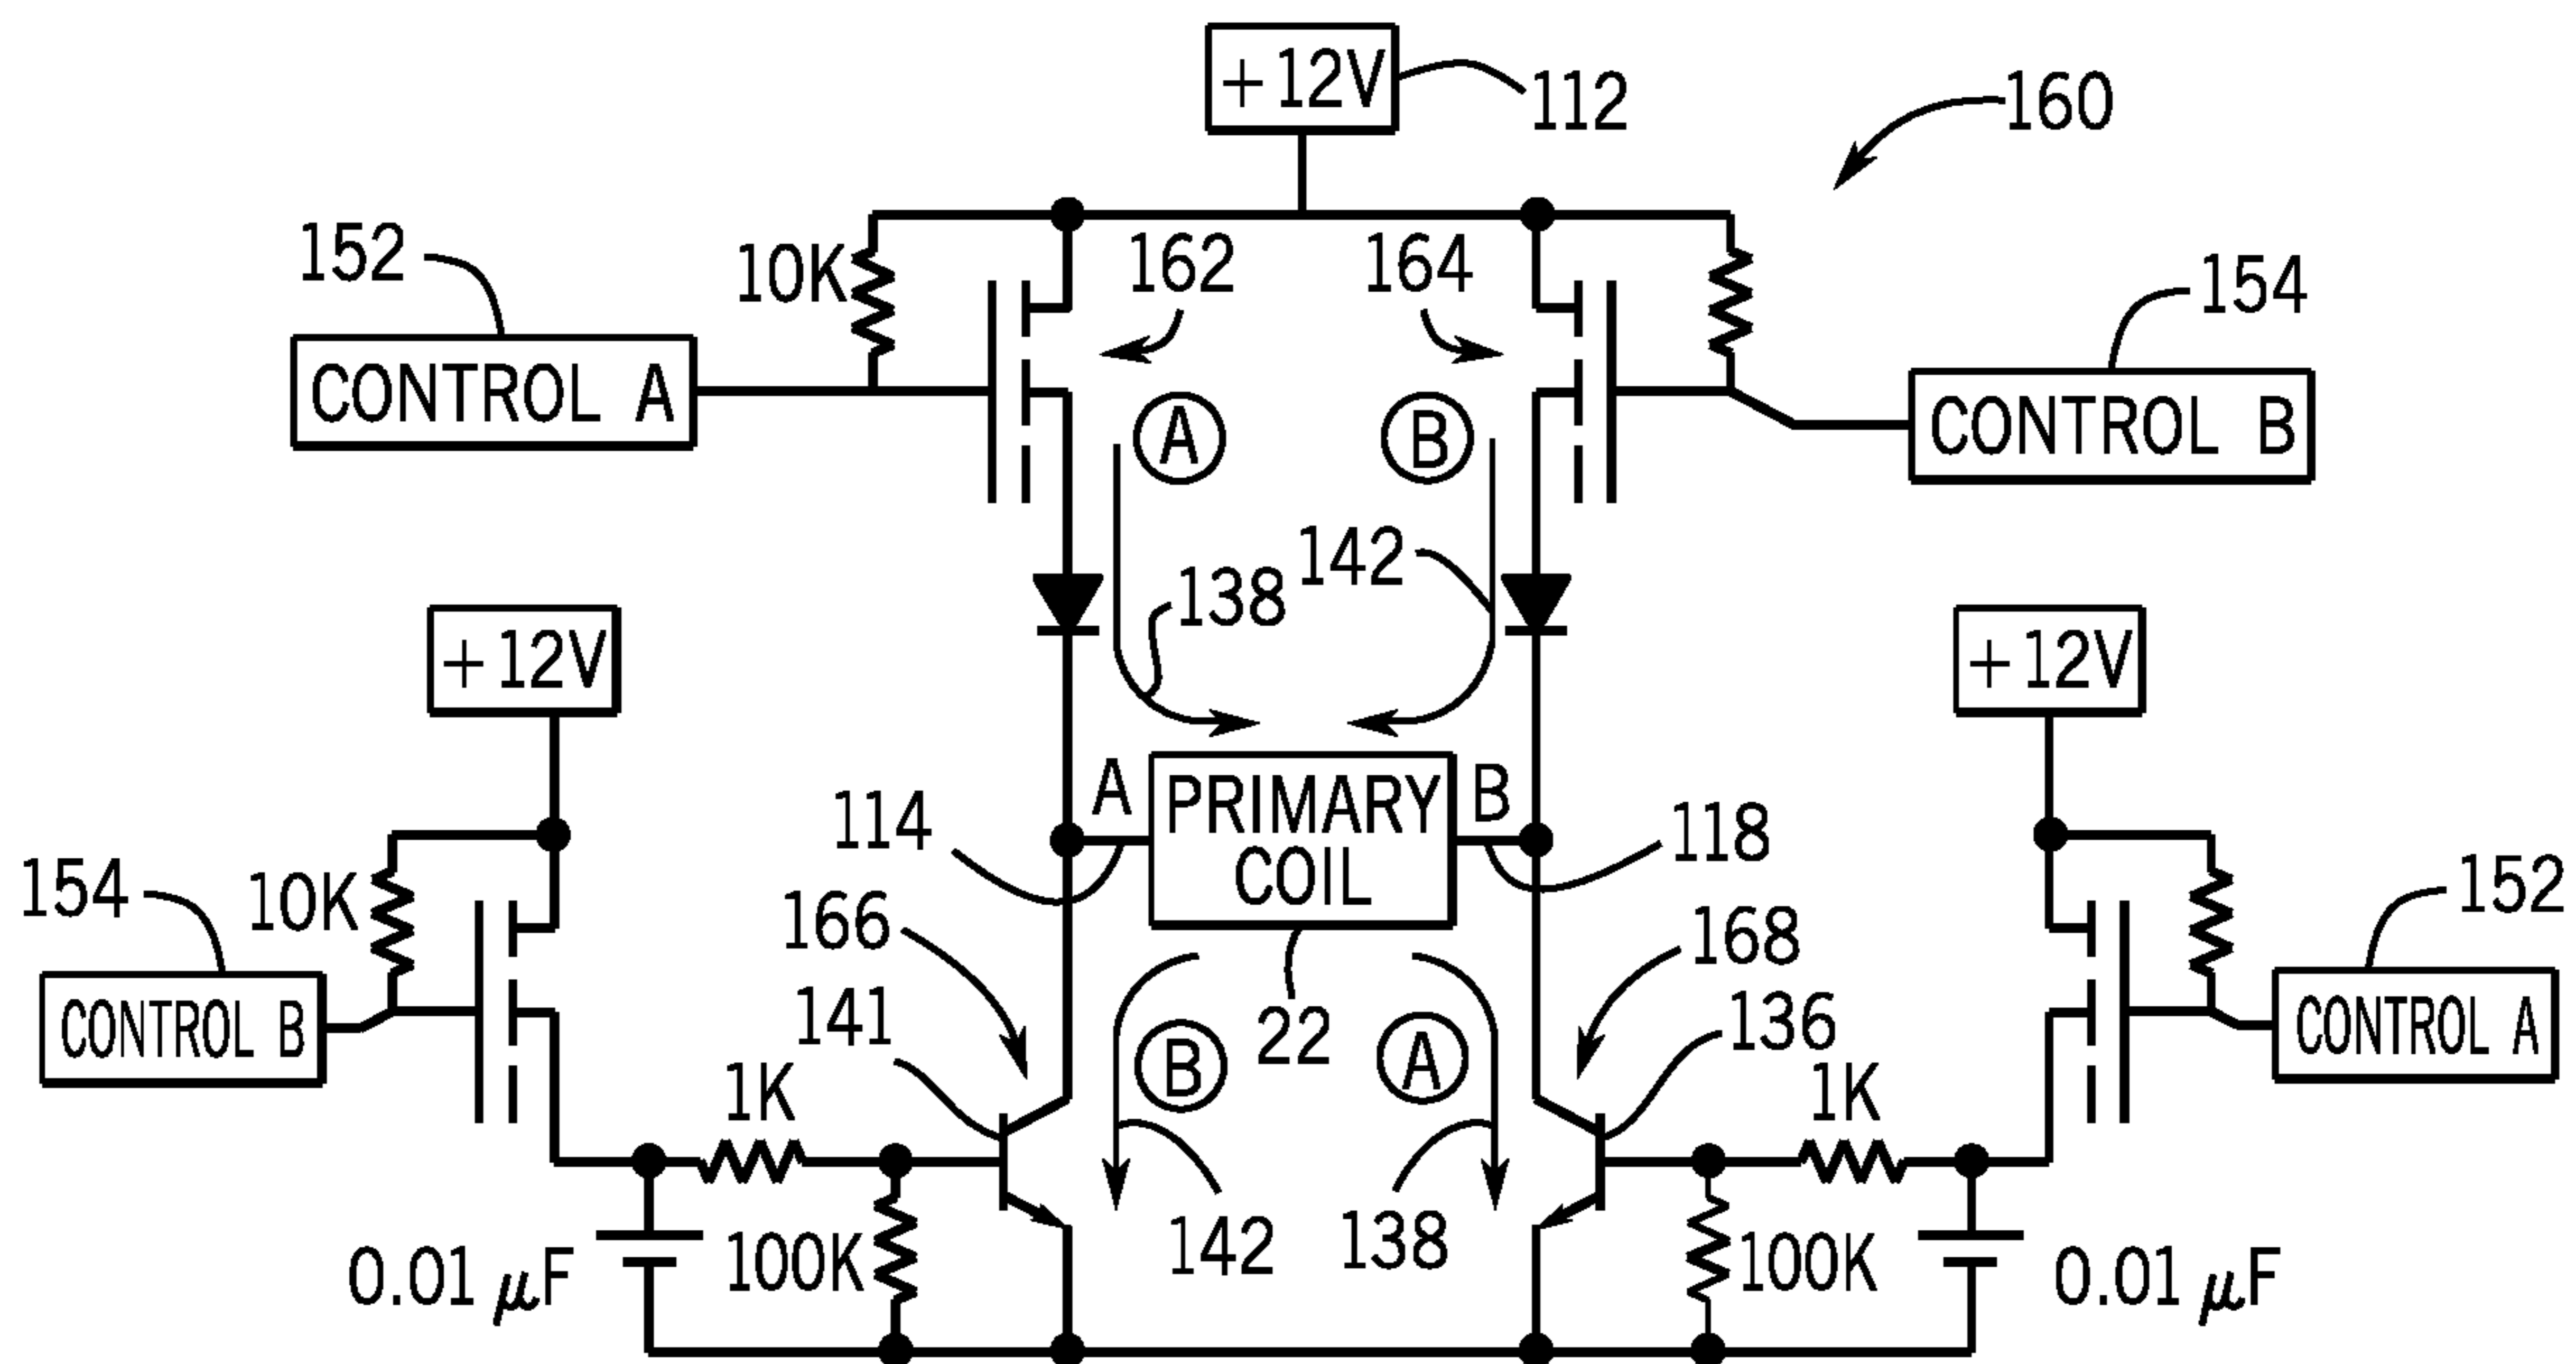 +12V
112
160
152
10K
162
164
154
CONTROL A
CONTROL B
A
B
142
138
+12V
+12V
A
PRIMARY
COIL
B
114
118
154
10K
166
168
152
141
136
22
CONTROL B
B
A
CONTROL A
1K
1K
0.01 μF
100K
142
138
100K
0.01 μF